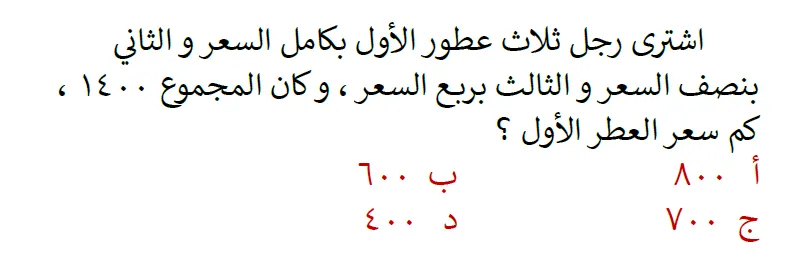 اشترى رجل ثلاث عطور الأول بكامل السعر و الثاني
بنصف السعر و الثالث بربع السعر ، و كان المجموع ١٤٠٠ ،
كم سعر العطر الأول ؟
أ ٨٠٠ ب ٦٠٠
ج ٧٠٠ د ٤٠٠